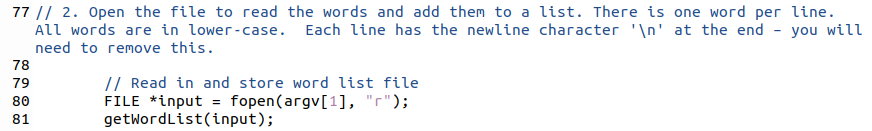 77 // 2. Open the file to read the words and add them to a list. There is one word per line.
All words are in lower-case.  Each line has the newline character '\n' at the end – you will
need to remove this.
78
79         // Read in and store word list file
80         FILE *input = fopen(argv[1], "r");
81         getWordList(input);